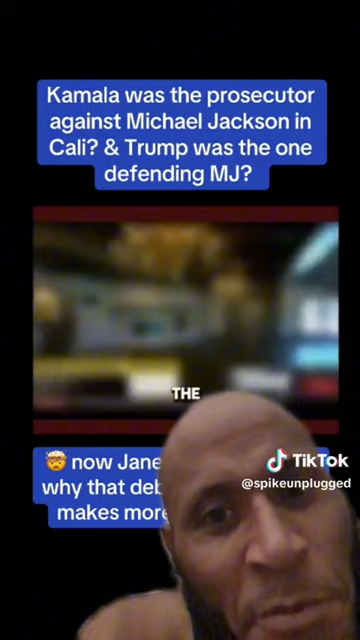 Kamala was the prosecutor
against Michael Jackson in
Cali? & Trump was the one
defending MJ?
THE
🤯 now Jane
why that deb
makes more
TikTok
@spikeunplugged